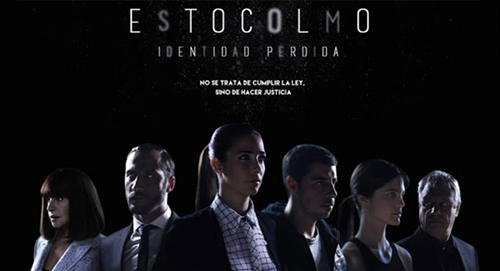 ESTOCOLMO
IDENTIDAD PERDIDA
NO SE TRATA DE CUMPLIR LA LEY,
SINO DE HACER JUSTICIA